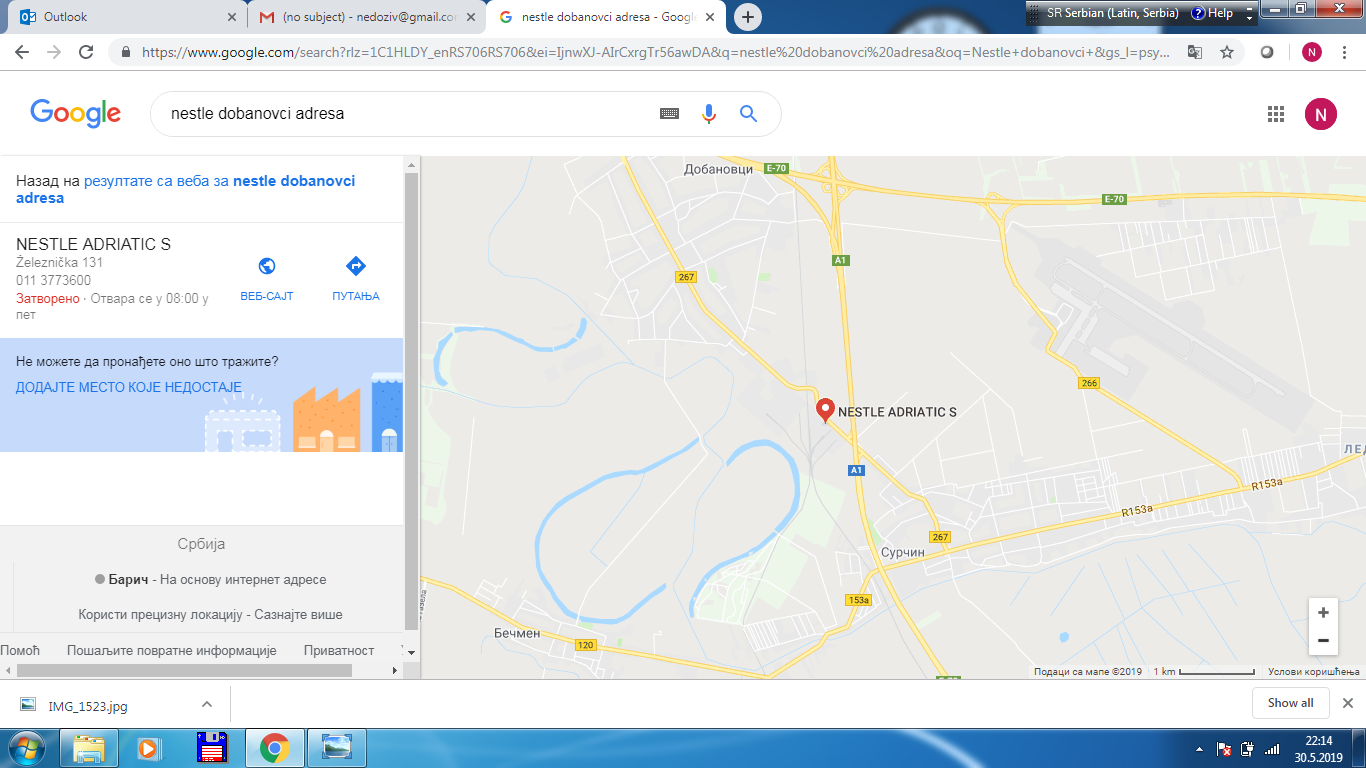 Outlook
(no subject) - nedoziv@gmail.co
nestle dobanovci adresa - Googl
SR Serbian (Latin, Serbia)
Help
https://www.google.com/search?rlz=1C1HLDY_enRS706RS706&ei=IjnwXJ-AIrCxrgTr56awDA&q=nestle%20dobanovci%20adresa&oq=Nestle+dobanovci+&gs_l=psy...
N
Google
nestle dobanovci adresa
N
Назад на резултате са веба за nestle dobanovci
adresa
NESTLE ADRIATIC S
Železnička 131
011 3773600
Затворено · Отвара се у 08:00 у
пет
ВЕБ-САЈТ
ПУТАЊА
Не можете да пронађете оно што тражите?
ДОДАЈТЕ МЕСТО КОЈЕ НЕДОСТАЈЕ
Србија
Барич - На основу интернет адресе
Користи прецизну локацију - Сазнајте више
Помоћ Пошаљите повратне информације Приватност
Добановци
E-70
E-70
A1
267
266
NESTLE ADRIATIC S
A1
ЛЕД
R153a
R153a
267
Сурчин
153a
Бечмен
120
Подаци са мапе ©2019 1 km Услови коришћења
IMG_1523.jpg
Show all
22:14
30.5.2019